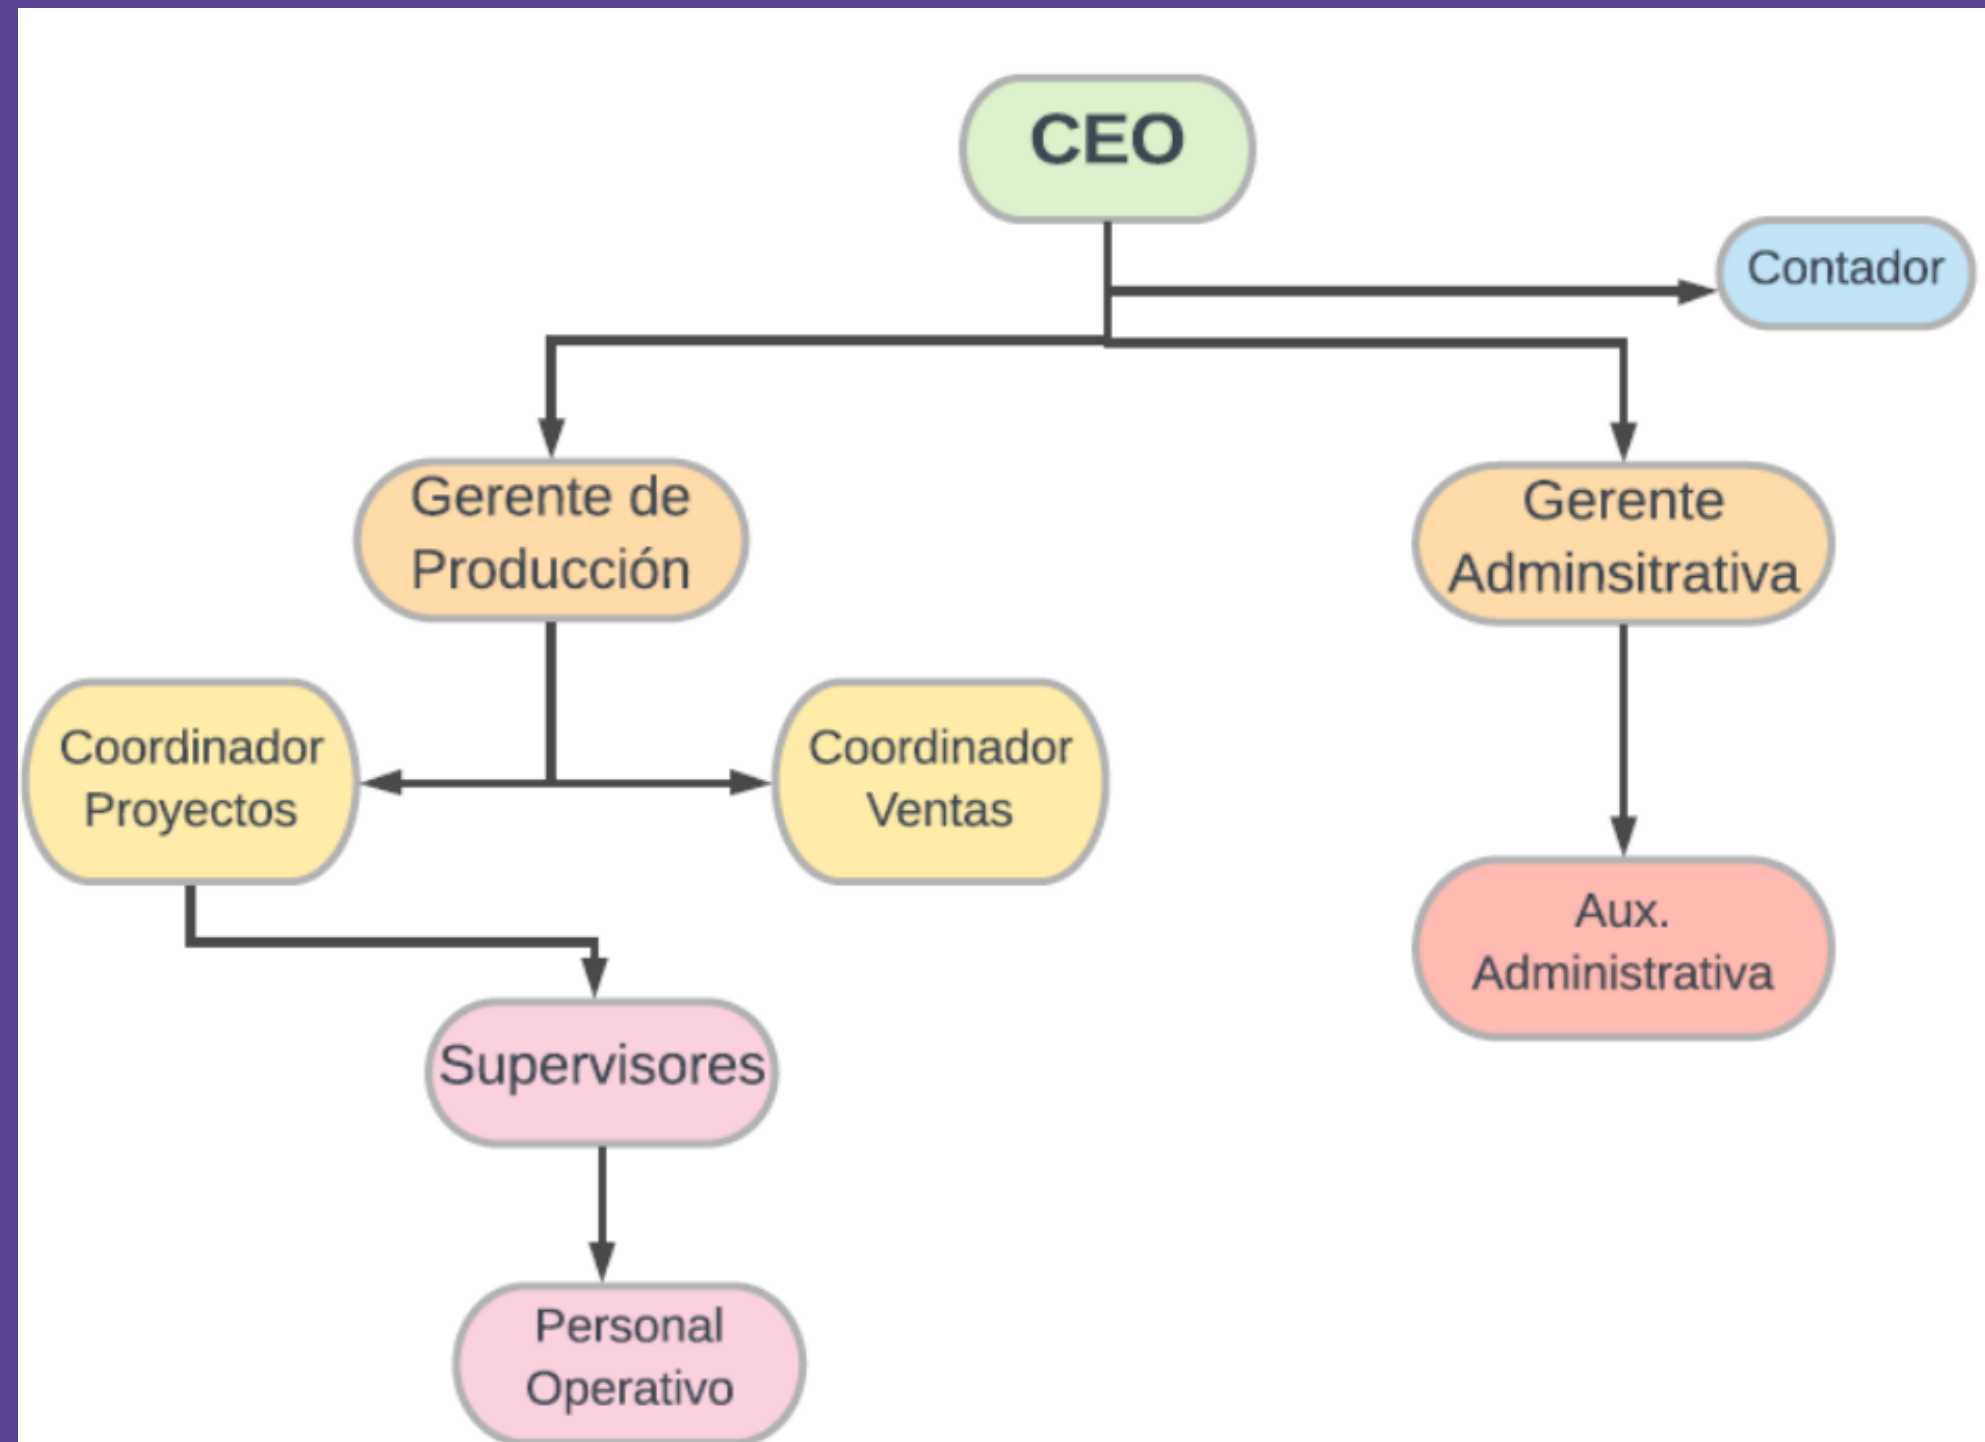 CEO
Contador
Gerente de
Producción
Gerente
Adminsitrativa
Coordinador
Proyectos
Coordinador
Ventas
Aux.
Administrativa
Supervisores
Personal
Operativo